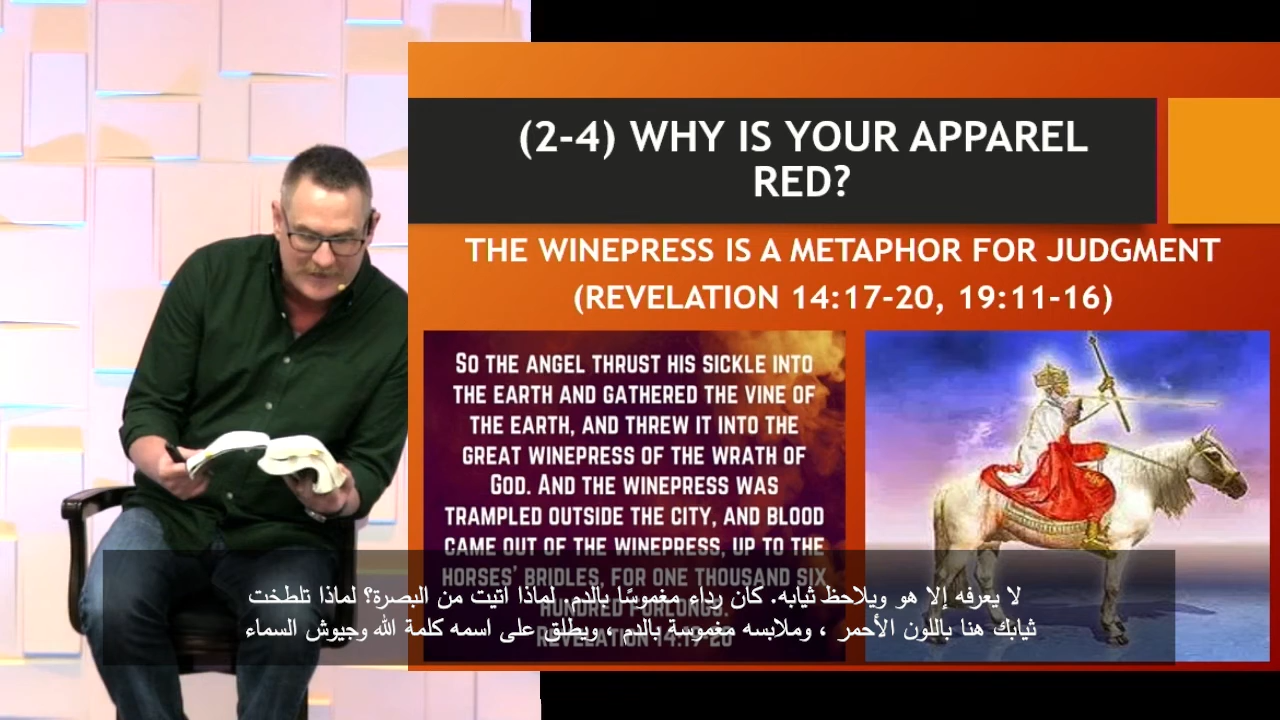 (2-4) WHY IS YOUR APPAREL
RED?
THE WINEPRESS IS A METAPHOR FOR JUDGMENT
(REVELATION 14:17-20, 19:11-16)
SO THE ANGEL THRUST HIS SICKLE INTO
THE EARTH AND GATHERED THE VINE OF
THE EARTH, AND THREW IT INTO THE
GREAT WINEPRESS OF THE WRATH OF
GOD. AND THE WINEPRESS WAS
TRAMPLED OUTSIDE THE CITY, AND BLOOD
CAME OUT OF THE WINEPRESS, UP TO THE
HORSES' BRIDLES, FOR ONE THOUSAND SIX
HUNDRED FURLONGS.
REVELATION 14:17-20
لا يعرفه إلا هو ويلاحظ ثيابه. كان رداء مغموسًا بالدم. لماذا اتيت من البصرة؟ لماذا تلطخت
ثيابك هنا باللون الأحمر ، وملابسه مغموسة بالدم ، ويطلق على اسمه كلمة الله وجيوش السماء